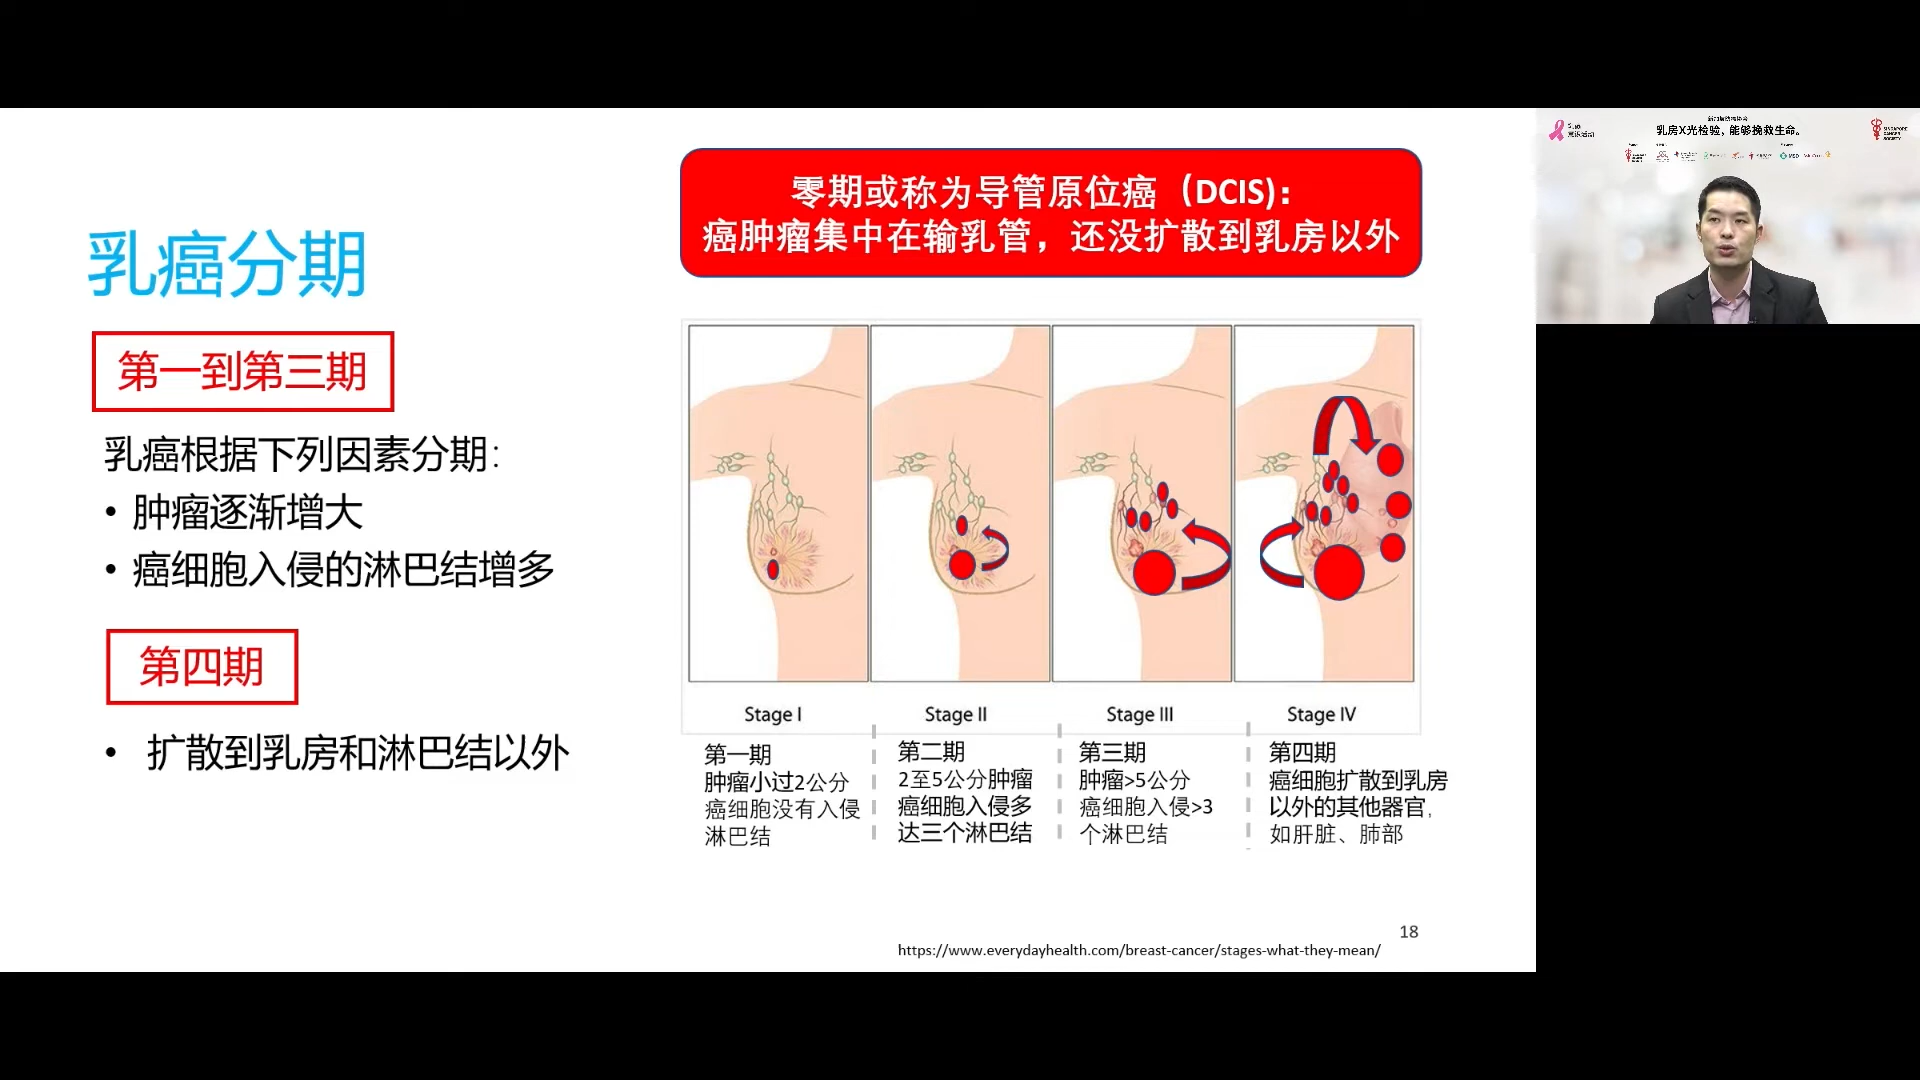 乳癌分期
第一到第三期
乳癌根据下列因素分期:
• 肿瘤逐渐增大
• 癌细胞入侵的淋巴结增多
第四期
• 扩散到乳房和淋巴结以外
零期或称为导管原位癌（DCIS):
癌肿瘤集中在输乳管，还没扩散到乳房以外
Stage I
Stage II
Stage III
Stage IV
第一期
肿瘤小过2公分
癌细胞没有入侵
淋巴结
第二期
2至5公分肿瘤
癌细胞入侵多
达三个淋巴结
第三期
肿瘤>5公分
癌细胞入侵>3
个淋巴结
第四期
癌细胞扩散到乳房
以外的其他器官,
如肝脏、肺部
18
https://www.everydayhealth.com/breast-cancer/stages-what-they-mean/
乳房X光检验，能够挽救生命。
SINGAPORE
CANCER
SOCIETY
MSD